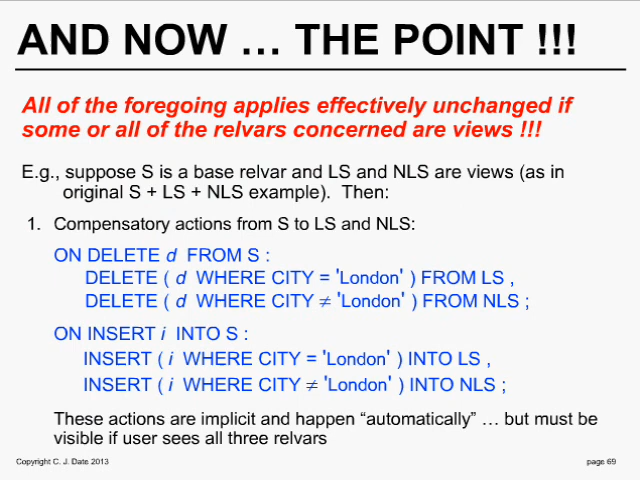 AND NOW … THE POINT !!!
All of the foregoing applies effectively unchanged if
some or all of the relvars concerned are views !!!
E.g., suppose S is a base relvar and LS and NLS are views (as in
original S + LS + NLS example).  Then:
1.  Compensatory actions from S to LS and NLS:
ON DELETE d  FROM S :
DELETE ( d  WHERE CITY = 'London' ) FROM LS ,
DELETE ( d  WHERE CITY ≠ 'London' ) FROM NLS ;
ON INSERT i  INTO S :
INSERT ( i  WHERE CITY = 'London' ) INTO LS ,
INSERT ( i  WHERE CITY ≠ 'London' ) INTO NLS ;
These actions are implicit and happen “automatically” … but must be
visible if user sees all three relvars
Copyright C. J. Date 2013
page 69